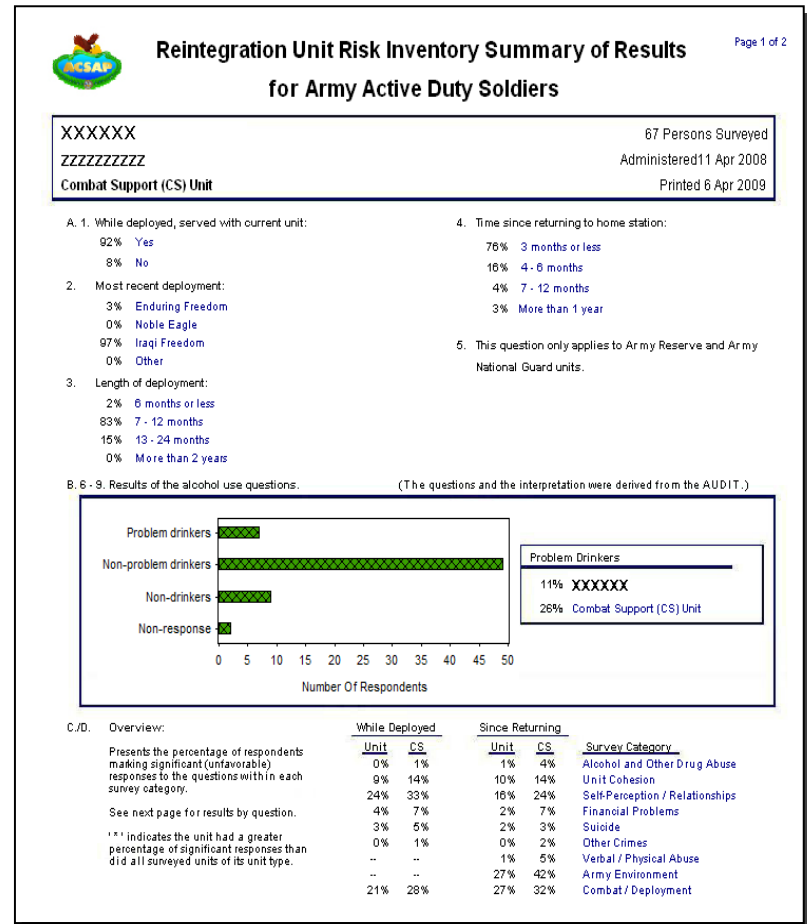 ACSAP
Page 1 of 2
Reintegration Unit Risk Inventory Summary of Results
for Army Active Duty Soldiers
XXXXXX
67 Persons Surveyed
ZZZZZZZZZZ
Administered11 Apr 2008
Combat Support (CS) Unit
Printed 6 Apr 2009
A. 1. While deployed, served with current unit:
92% Yes
8% No
2. Most recent deployment:
3% Enduring Freedom
0% Noble Eagle
97% Iraqi Freedom
0% Other
3. Length of deployment:
2% 6 months or less
83% 7 - 12 months
15% 13 - 24 months
0% More than 2 years
4. Time since returning to home station:
76% 3 months or less
16% 4 - 6 months
4% 7 - 12 months
3% More than 1 year
5. This question only applies to Army Reserve and Army
National Guard units.
B. 6 - 9. Results of the alcohol use questions. (The questions and the interpretation were derived from the AUDIT.)
Problem drinkers
Non-problem drinkers
Non-drinkers
Non-response
0 5 10 15 20 25 30 35 40 45 50
Number Of Respondents
Problem Drinkers
11% XXXXXX
26% Combat Support (CS) Unit
C./D. Overview:
Presents the percentage of respondents
marking significant (unfavorable)
responses to the questions within each
survey category.
See next page for results by question.
'*' indicates the unit had a greater
percentage of significant responses than
did all surveyed units of its unit type.
While Deployed Since Returning
Unit CS Unit CS Survey Category
0% 1% 1% 4% Alcohol and Other Drug Abuse
9% 14% 10% 14% Unit Cohesion
24% 33% 16% 24% Self-Perception / Relationships
4% 7% 2% 7% Financial Problems
3% 5% 2% 3% Suicide
0% 1% 0% 2% Other Crimes
-- -- 1% 5% Verbal / Physical Abuse
-- -- 27% 42% Army Environment
21% 28% 27% 32% Combat / Deployment